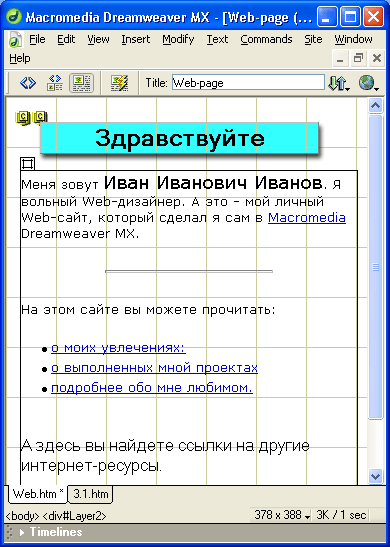 Macromedia Dreamweaver MX - [Web-page (...
File Edit View Insert Modify Text Commands Site Window
Help
Title: Web-page
Здравствуйте
Меня зовут Иван Иванович Иванов. Я
вольный Web-дизайнер. А это - мой личный
Web-сайт, который сделал я сам в Macromedia
Dreamweaver MX.
На этом сайте вы можете прочитать:
• о моих увлечениях;
• о выполненных мной проектах
• подробнее обо мне любимом.
А здесь вы найдете ссылки на другие
интернет-ресурсы.
Web.htm* 3.1.htm
<body> <div#Layer2> 378 x 388 3K / 1 sec
Timelines